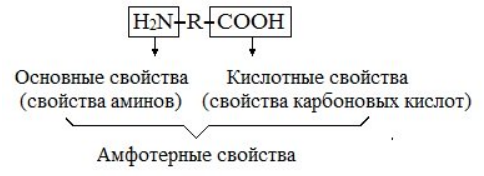 H2N–R–COOH
Основные свойства Кислотные свойства
(свойства аминов) (свойства карбоновых кислот)
Амфотерные свойства